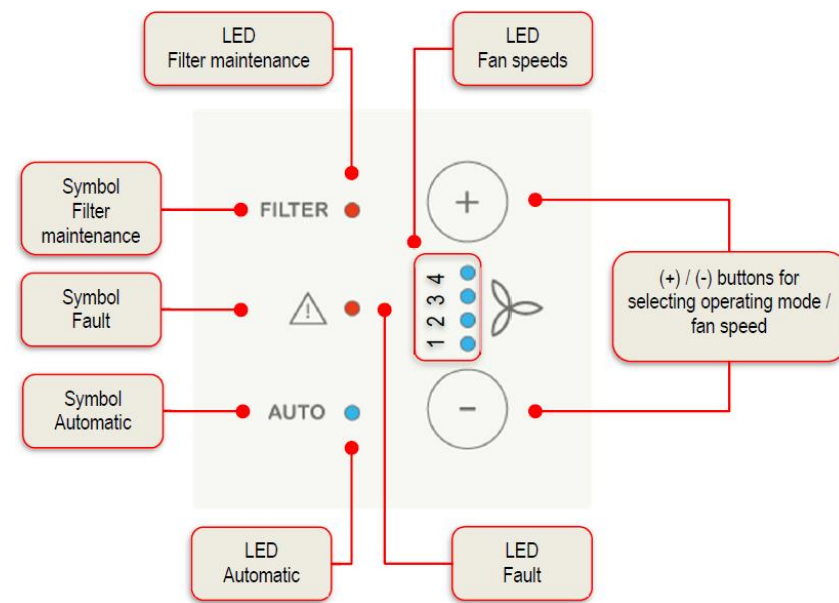 LED
Filter maintenance
LED
Fan speeds
Symbol
Filter
maintenance
FILTER
+
Symbol
Fault
!
1 2 3 4
(+) / (-) buttons for
selecting operating mode /
fan speed
Symbol
Automatic
AUTO
-
LED
Automatic
LED
Fault